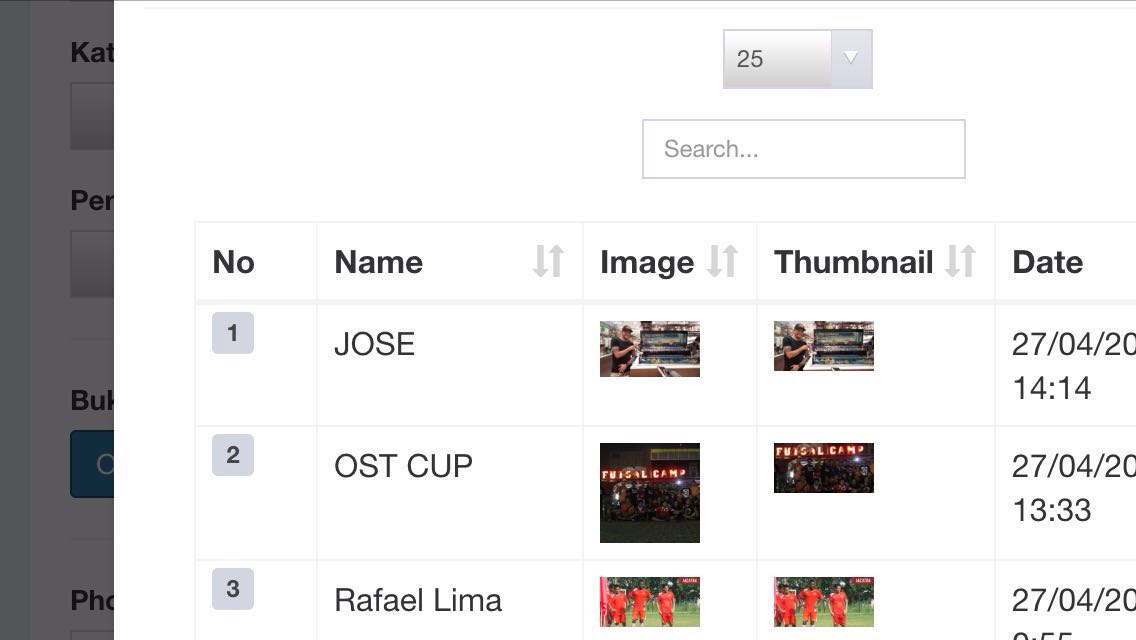 Kat
25
Per
Search...
No Name Image Thumbnail Date
1 JOSE 27/04/20
14:14
Buk
2 OST CUP FUTSAL CAMP FUTSAL CAMP 27/04/20
13:33
3 Rafael Lima 27/04/20
Pho